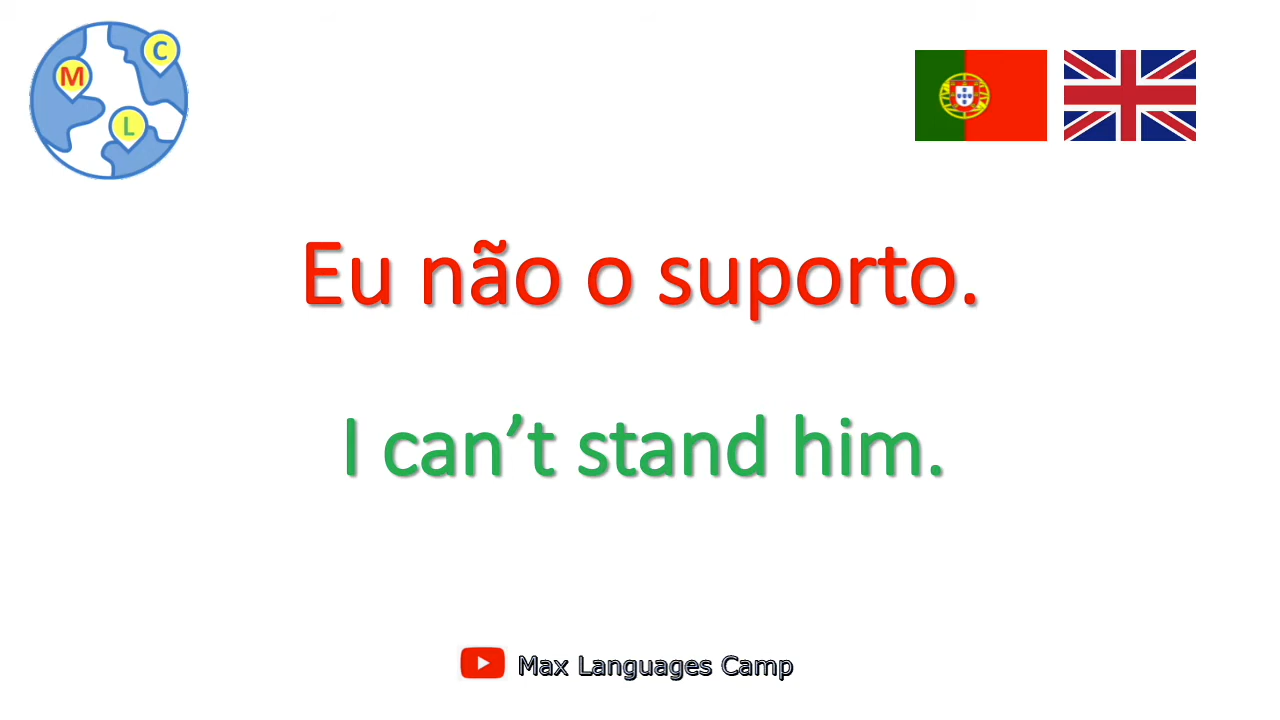 M
C
L
Eu não o suporto.
I can’t stand him.
Max Languages Camp